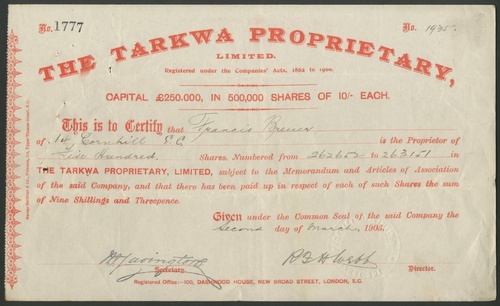 No. 1777
No. 1935
THE TARKWA PROPRIETARY,
LIMITED.
Registered under the Companies' Acts, 1862 to 1900.
CAPITAL £250.000, IN 500,000 SHARES OF 10/- EACH.
This is to Certify that Francis Breuer
of Cornhill E.C. is the Proprietor of
Five Hundred Shares Numbered from 262652 to 263151 in
THE TARKWA PROPRIETARY, LIMITED, subject to the Memorandum and Articles of Association
of the said Company, and that there has been paid up in respect of each of such Shares the sum
of Nine Shillings and Threepence.
Given under the Common Seal of the said Company the
Second day of March, 1903.
Secretary.
Director.
Registered Office:—100, DASHWOOD HOUSE, NEW BROAD STREET, LONDON, E.C.